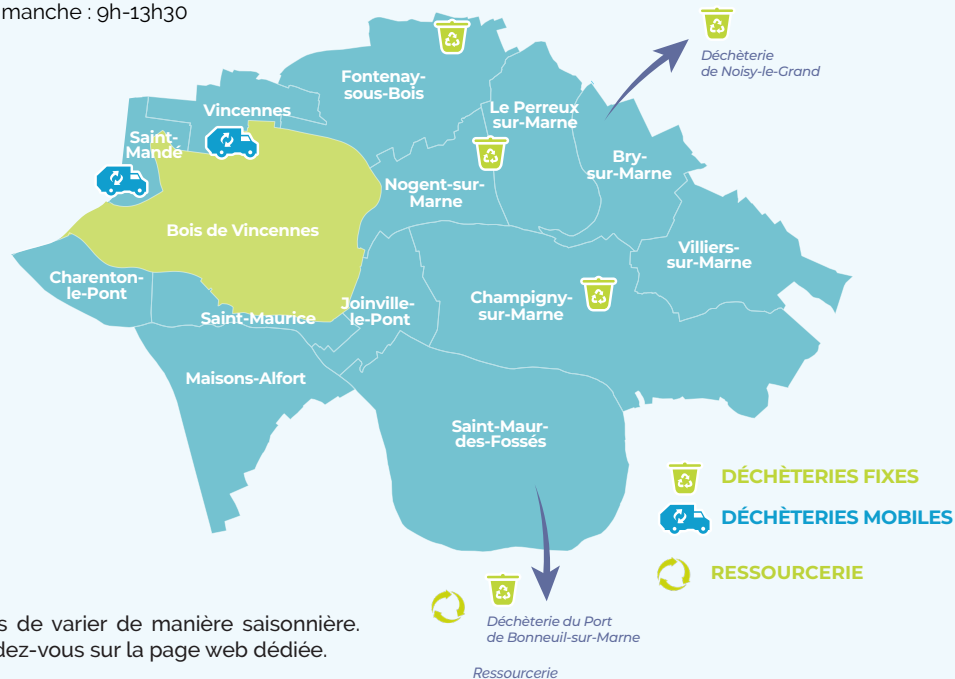 manche : 9h-13h30
Déchèterie
de Noisy-le-Grand
Fontenay-
sous-Bois
Vincennes
Le Perreux
sur-Marne
Saint-
Mandé
Bry-
sur-Marne
Nogent-sur-
Marne
Bois de Vincennes
Villiers-
sur-Marne
Charenton-
le-Pont
Champigny-
sur-Marne
Joinville-
le-Pont
Saint-Maurice
Maisons-Alfort
Saint-Maur-
des-Fossés
DÉCHÈTERIES FIXES
DÉCHÈTERIES MOBILES
RESSOURCERIE
s de varier de manière saisonnière.
dez-vous sur la page web dédiée.
Déchèterie du Port
de Bonneuil-sur-Marne
Ressourcerie